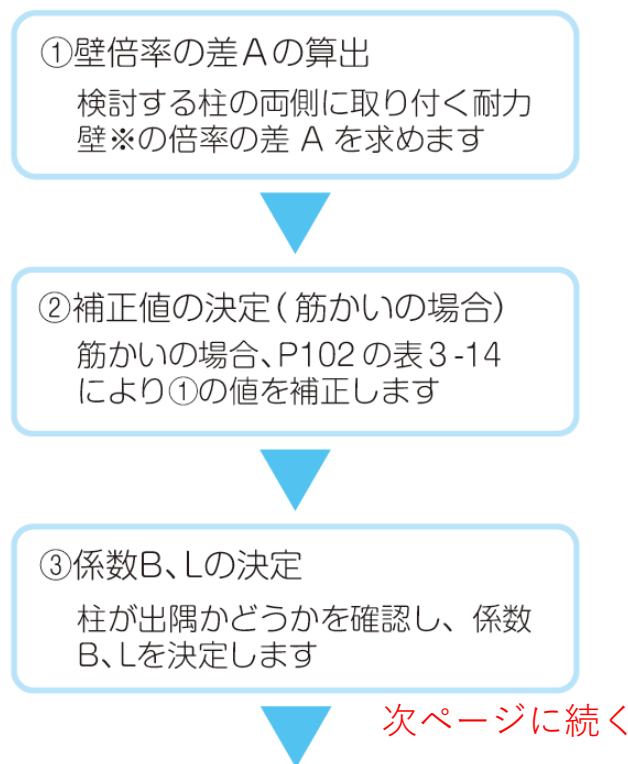 ①壁倍率の差Aの算出
検討する柱の両側に取り付く耐力
壁※の倍率の差 A を求めます
②補正値の決定(筋かいの場合)
筋かいの場合、P102の表3-14
により①の値を補正します
③係数B、Lの決定
柱が出隅かどうかを確認し、係数
B、Lを決定します
次ページに続く